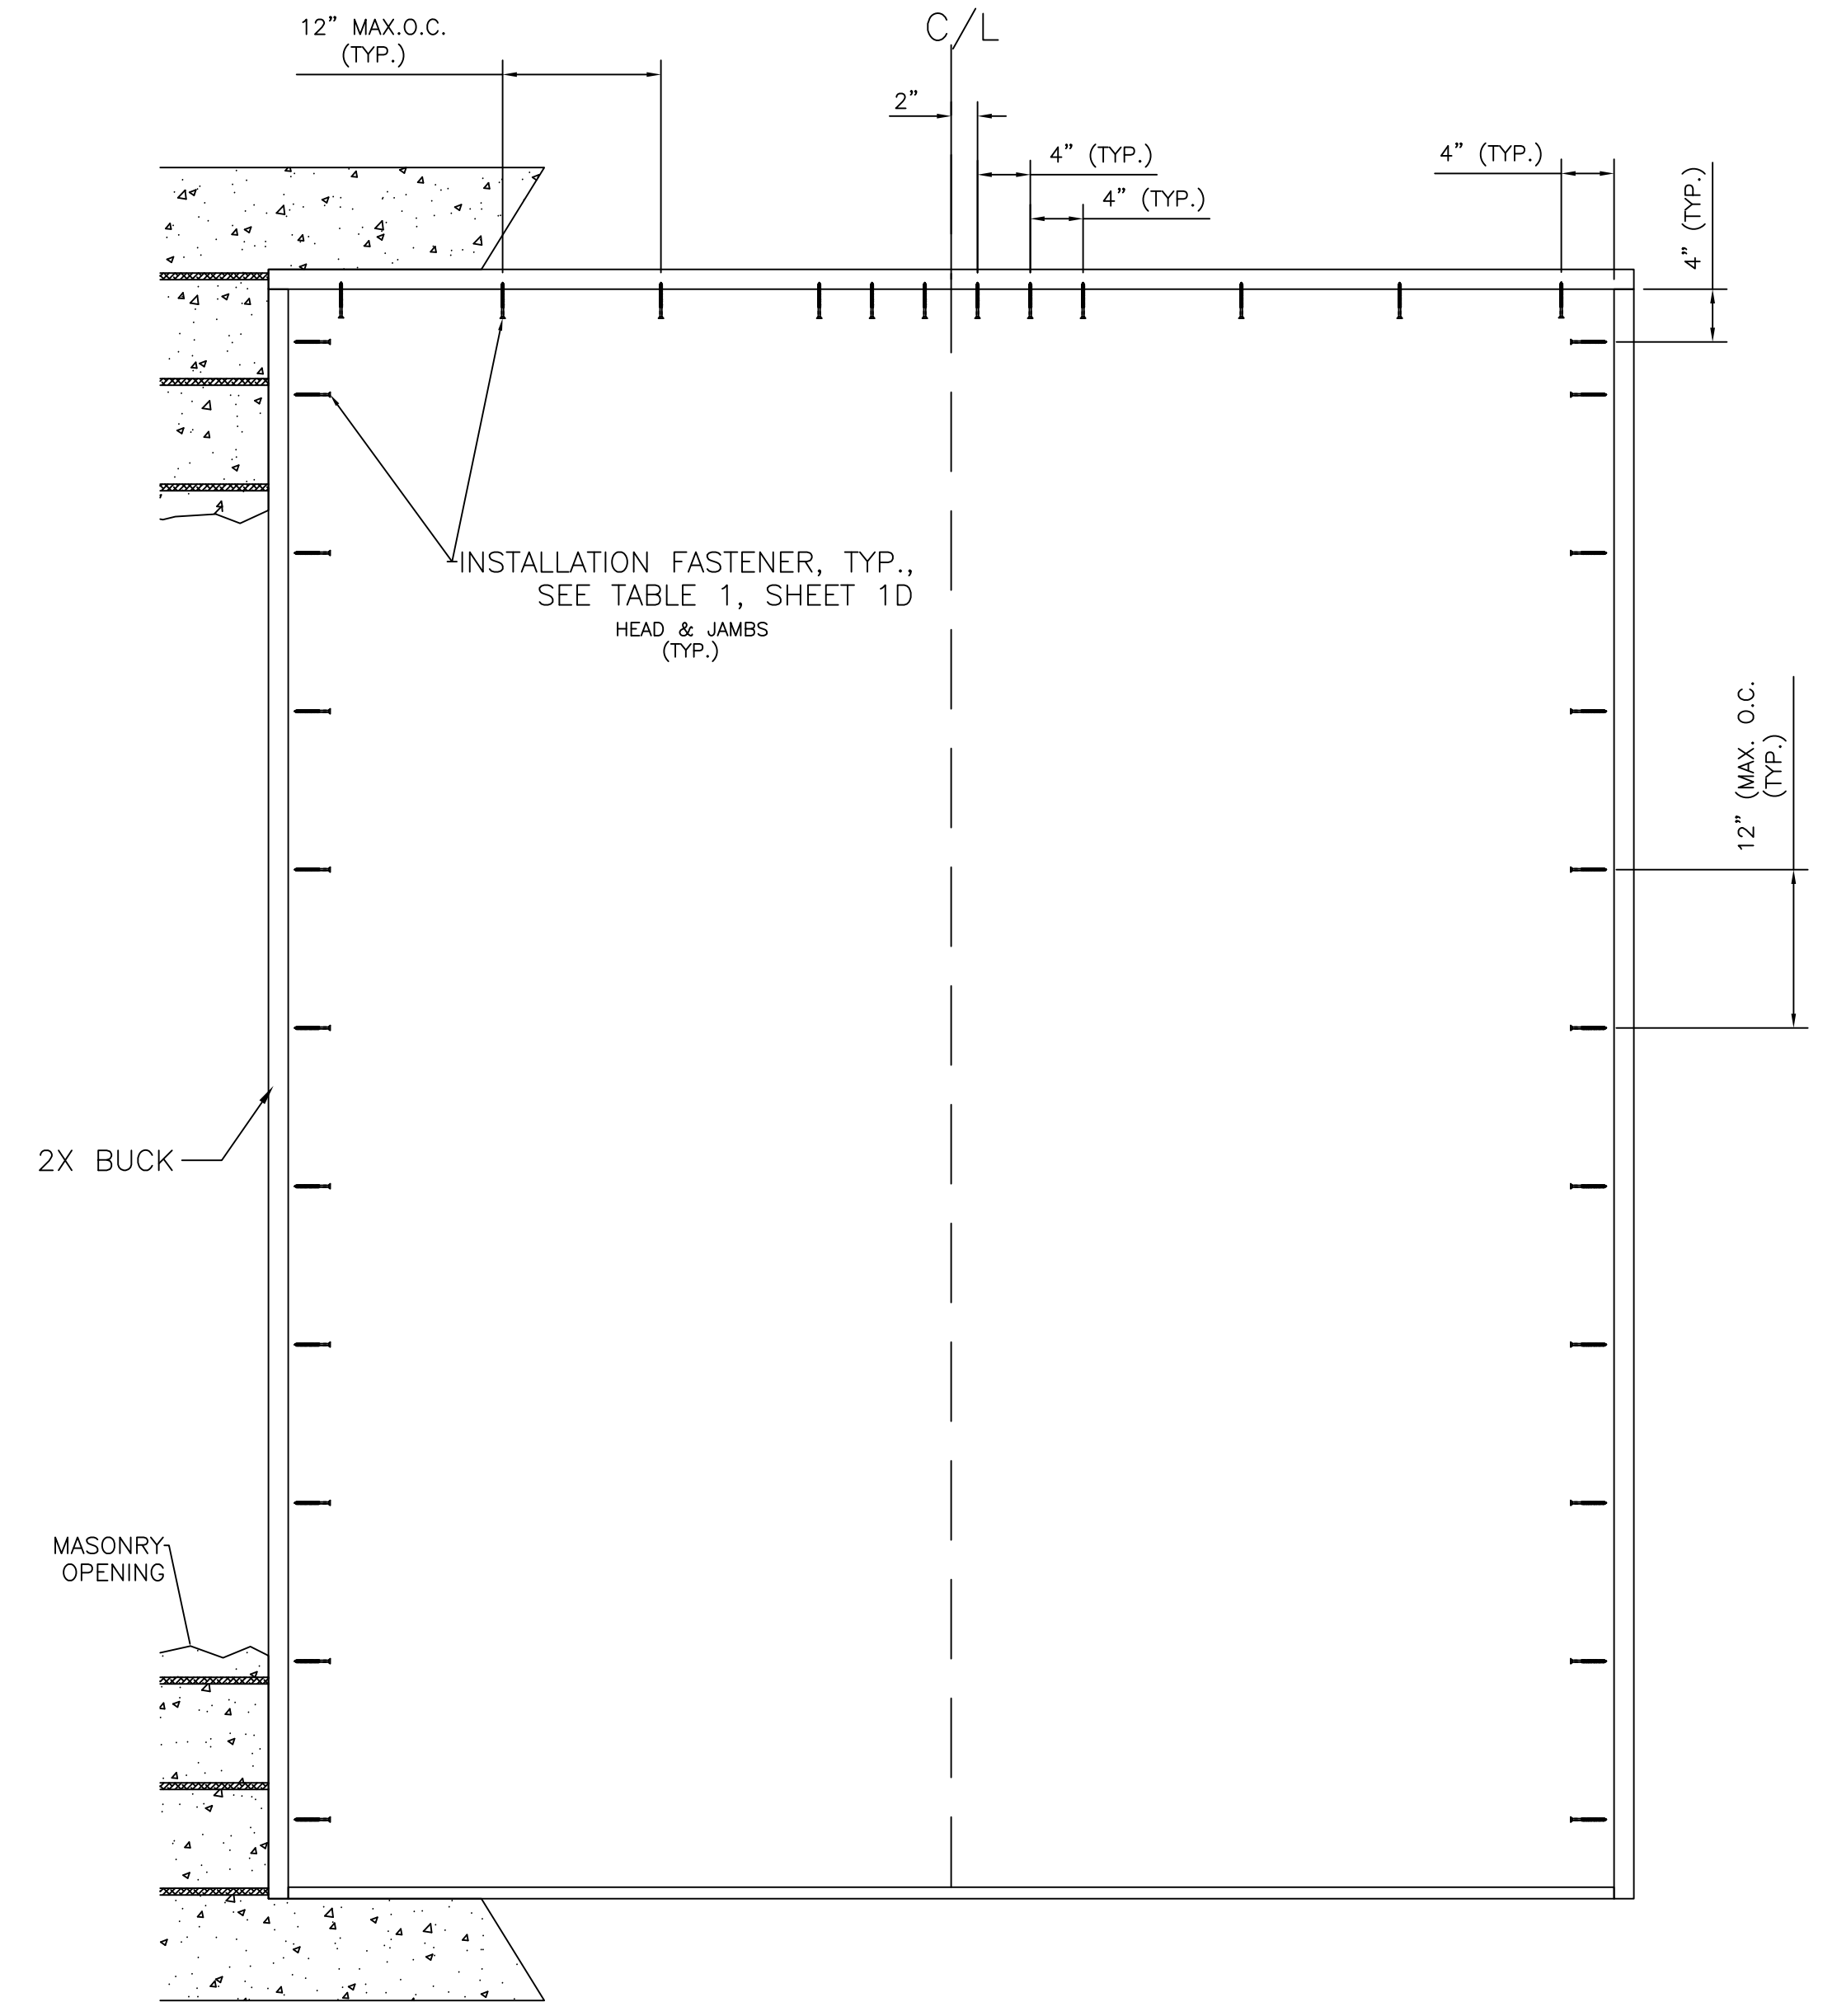 C/L
12” MAX.O.C.
(TYP.)
2”
4” (TYP.)
4” (TYP.)
4” (TYP.)
4” (TYP.)
INSTALLATION FASTENER, TYP.,
SEE TABLE 1, SHEET 1D
HEAD & JAMBS
(TYP.)
12” (MAX. O.C.
(TYP.)
2X BUCK
MASONRY
OPENING